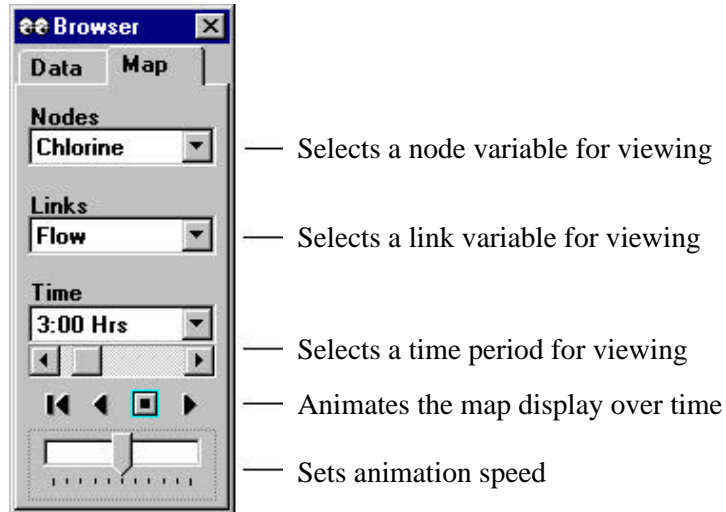 Browser
Data Map
Nodes
Chlorine
Selects a node variable for viewing
Links
Flow
Selects a link variable for viewing
Time
3:00 Hrs
Selects a time period for viewing
Animates the map display over time
Sets animation speed